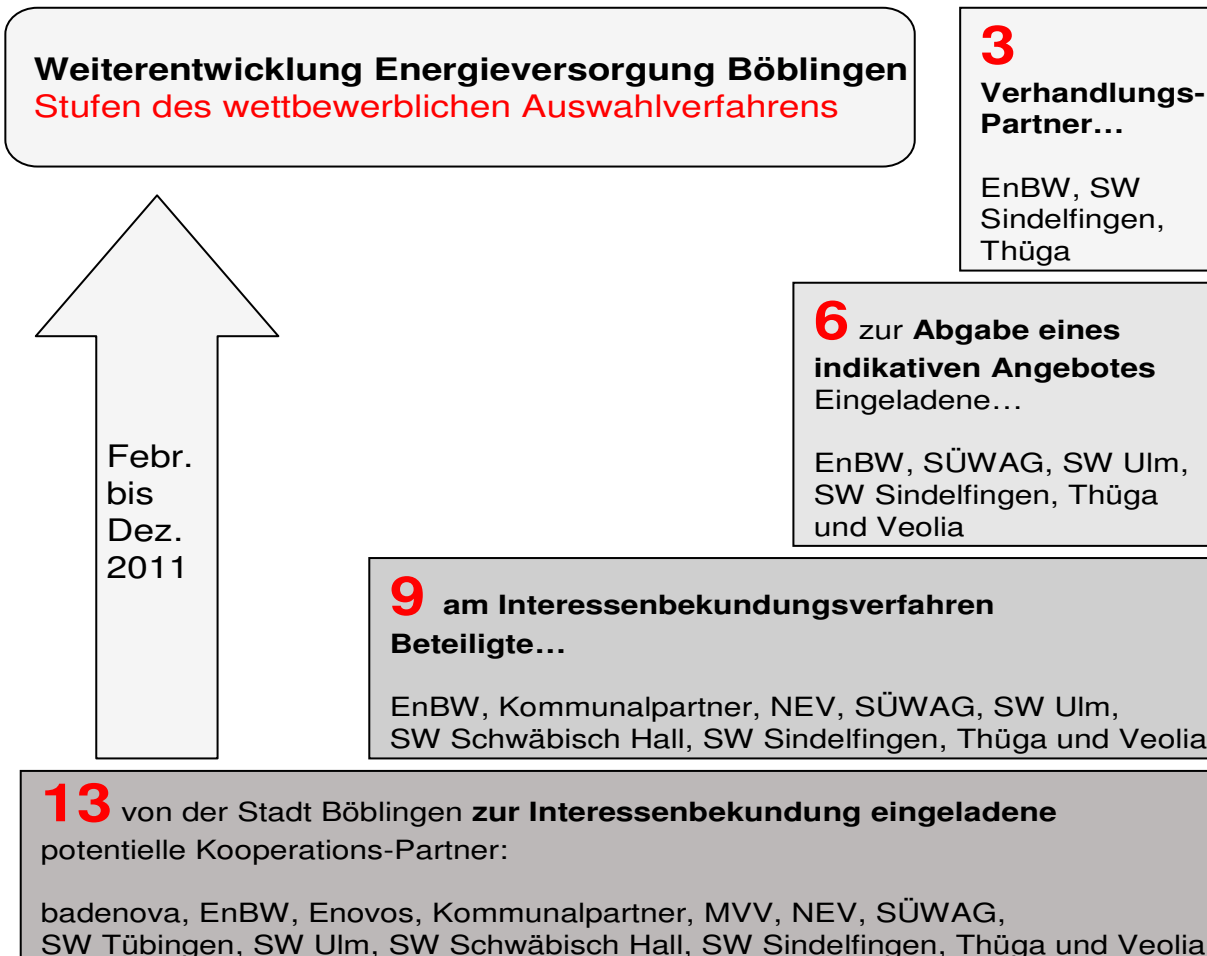 Weiterentwicklung Energieversorgung Böblingen
Stufen des wettbewerblichen Auswahlverfahrens
3
Verhandlungs-
Partner…
EnBW, SW
Sindelfingen,
Thüga
6 zur Abgabe eines
indikativen Angebotes
Eingeladene…
EnBW, SÜWAG, SW Ulm,
SW Sindelfingen, Thüga
und Veolia
Febr.
bis
Dez.
2011
9 am Interessenbekundungsverfahren
Beteiligte…
EnBW, Kommunalpartner, NEV, SÜWAG, SW Ulm,
SW Schwäbisch Hall, SW Sindelfingen, Thüga und Veolia
13 von der Stadt Böblingen zur Interessenbekundung eingeladene
potentielle Kooperations-Partner:
badenova, EnBW, Enovos, Kommunalpartner, MVV, NEV, SÜWAG,
SW Tübingen, SW Ulm, SW Schwäbisch Hall, SW Sindelfingen, Thüga und Veolia